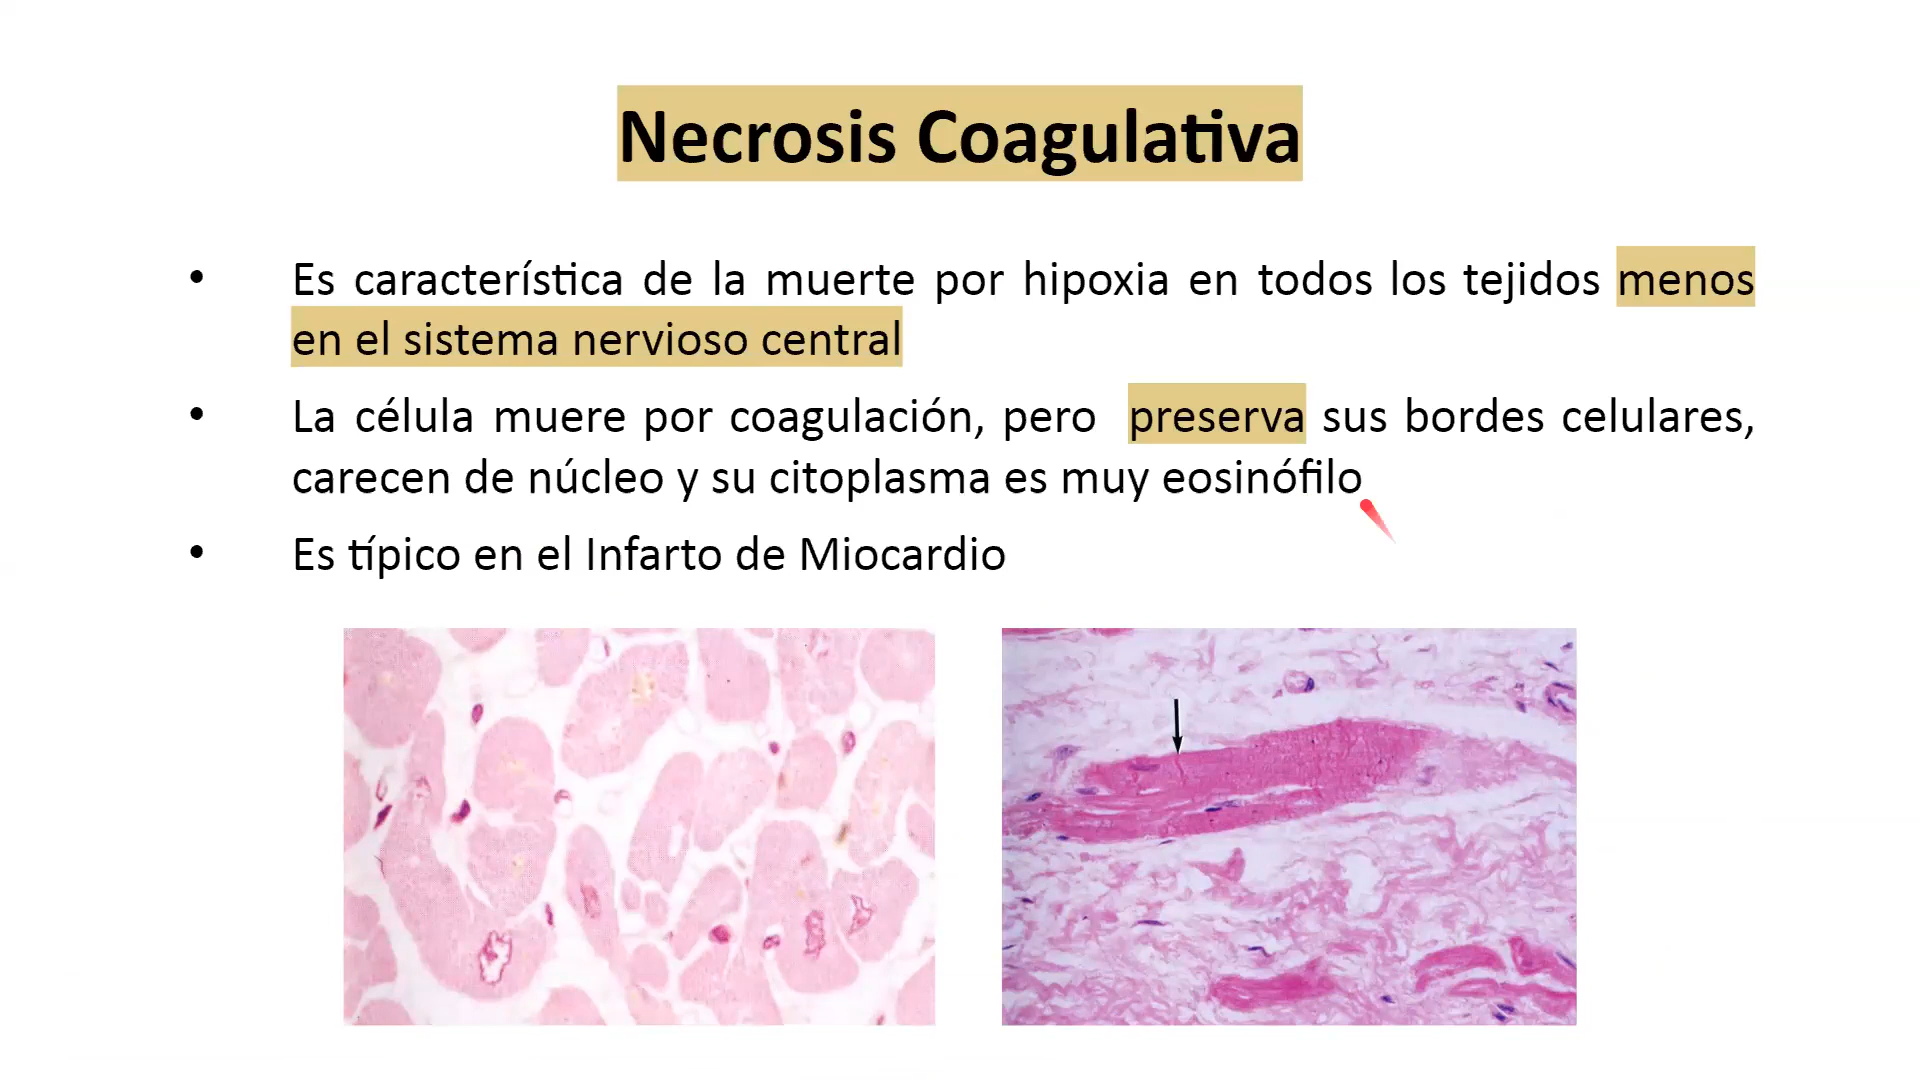 Necrosis Coagulativa
• Es característica de la muerte por hipoxia en todos los tejidos menos
en el sistema nervioso central
• La célula muere por coagulación, pero preserva sus bordes celulares,
carecen de núcleo y su citoplasma es muy eosinófilo
• Es típico en el Infarto de Miocardio